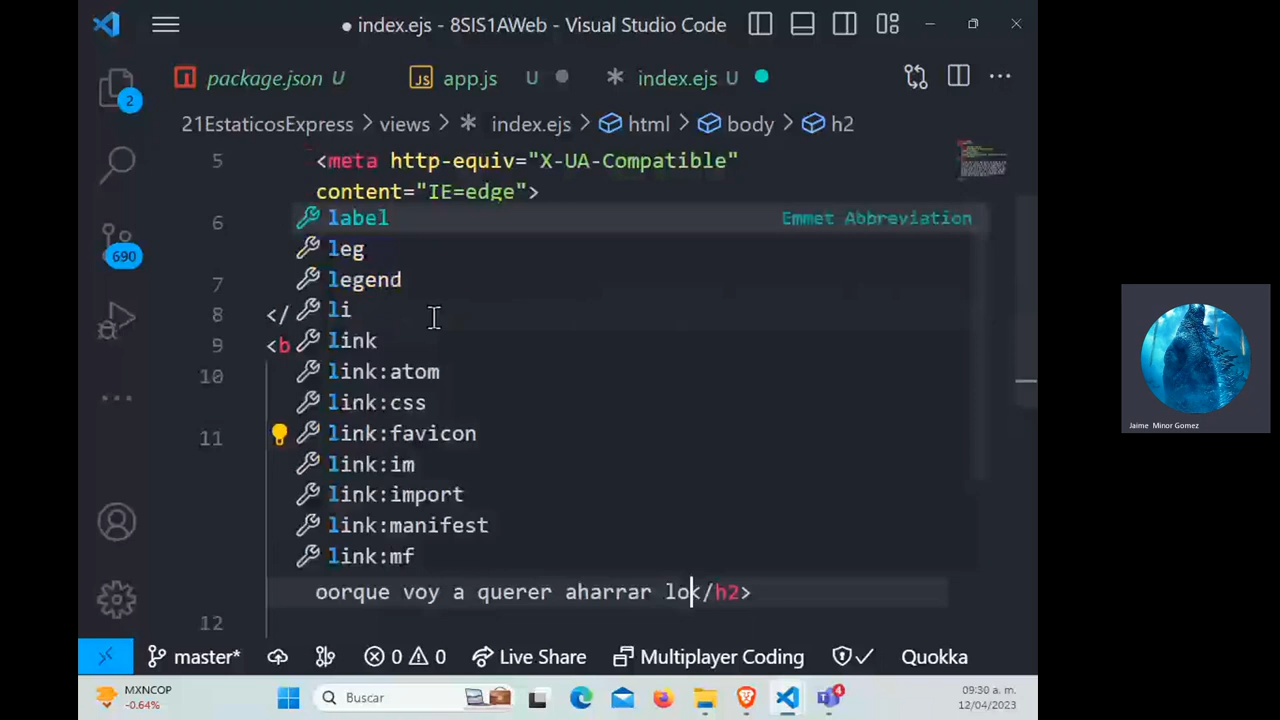 index.ejs - 8SIS1AWeb - Visual Studio Code
package.json U
JS app.js U
index.ejs U
2
21EstaticosExpress > views > index.ejs > html > body > h2
5 <meta http-equiv="X-UA-Compatible"
content="IE=edge">
6 label Emmet Abbreviation
690
leg
7 legend
8 </ li
9 <b link
10 link:atom
link:css
11 link:favicon
link:im
link:import
link:manifest
link:mf
oorque voy a querer aharrar lo</h2>
12
Jaime Minor Gomez
master* 0 0 Live Share Multiplayer Coding Quokka
MXNCOP
-0.64%
Buscar
4
09:30 a. m.
12/04/2023